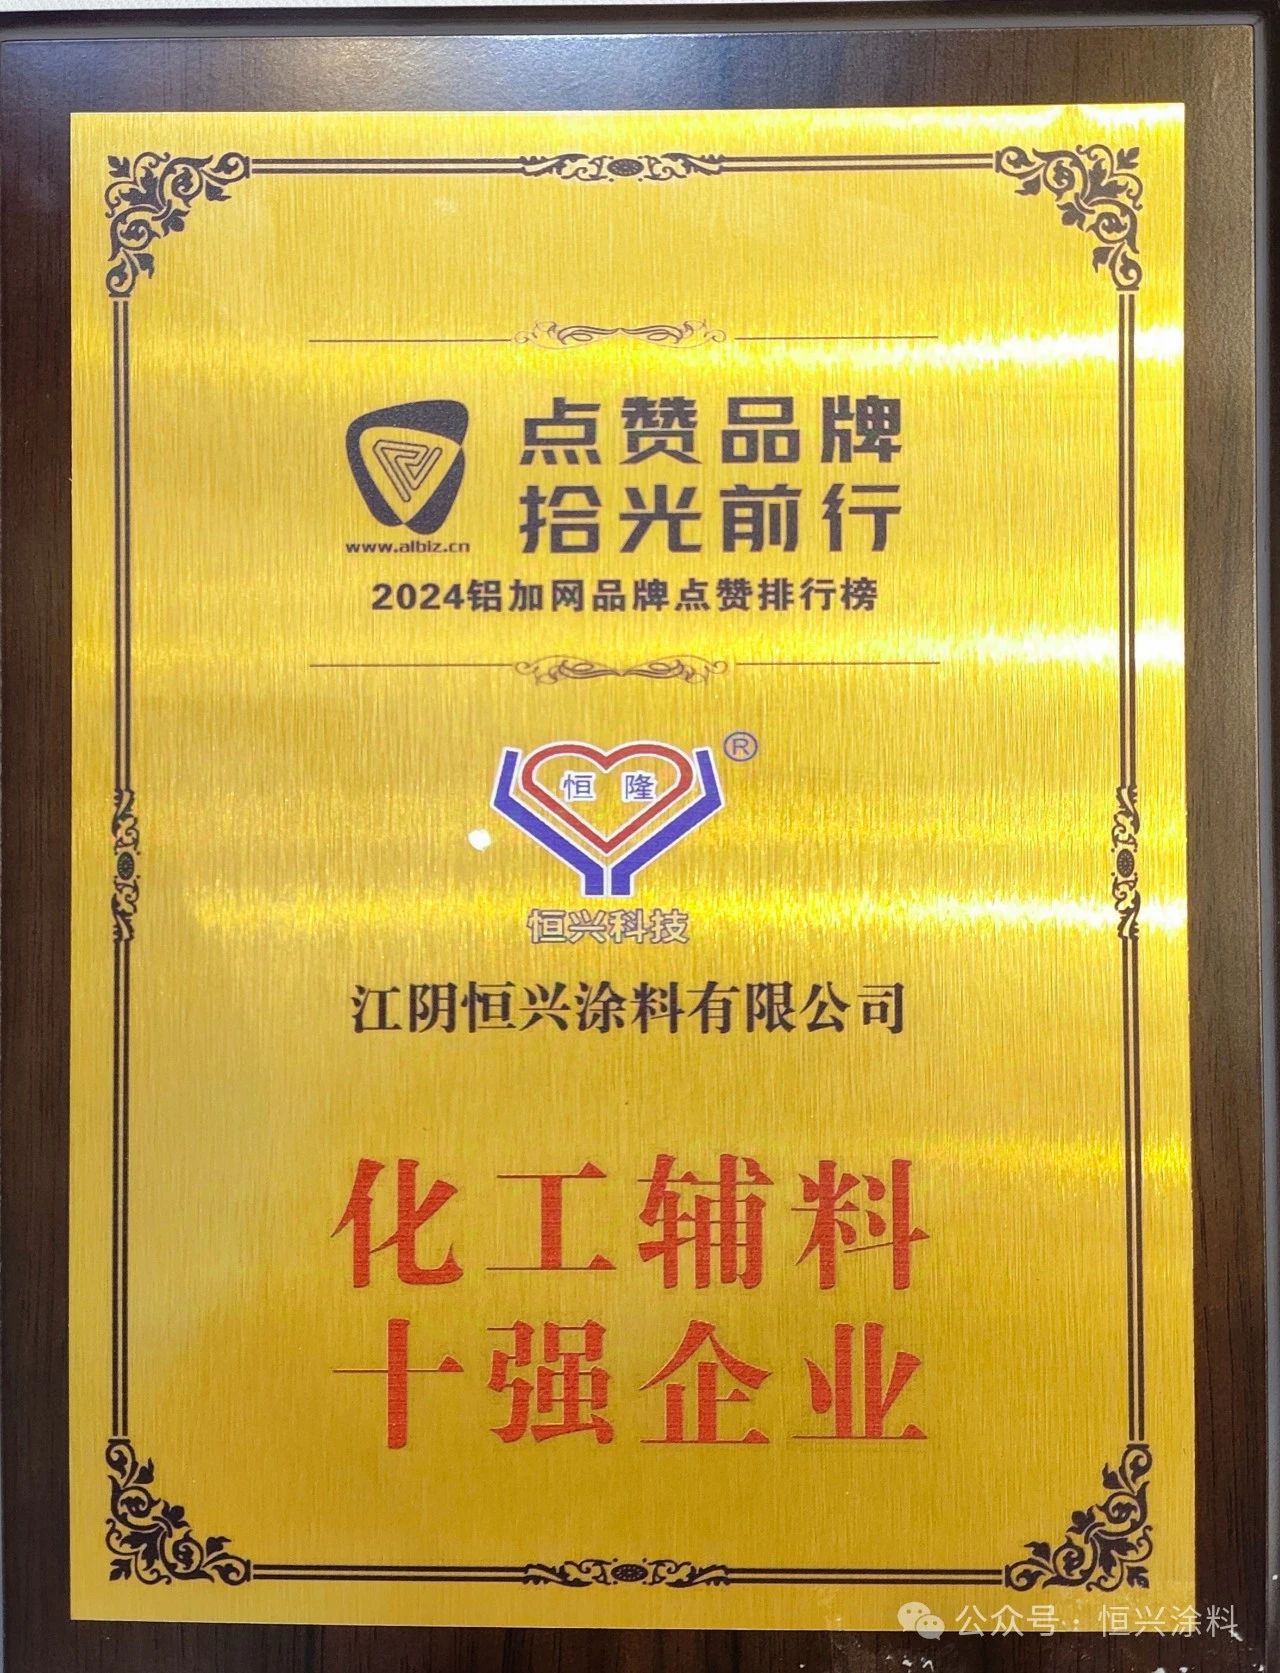 点赞品牌
拾光前行
www.albiz.cn
2024铝加网品牌点赞排行榜
恒 隆
®
恒兴科技
江阴恒兴涂料有限公司
化工辅料
十强企业
公众号：恒兴涂料